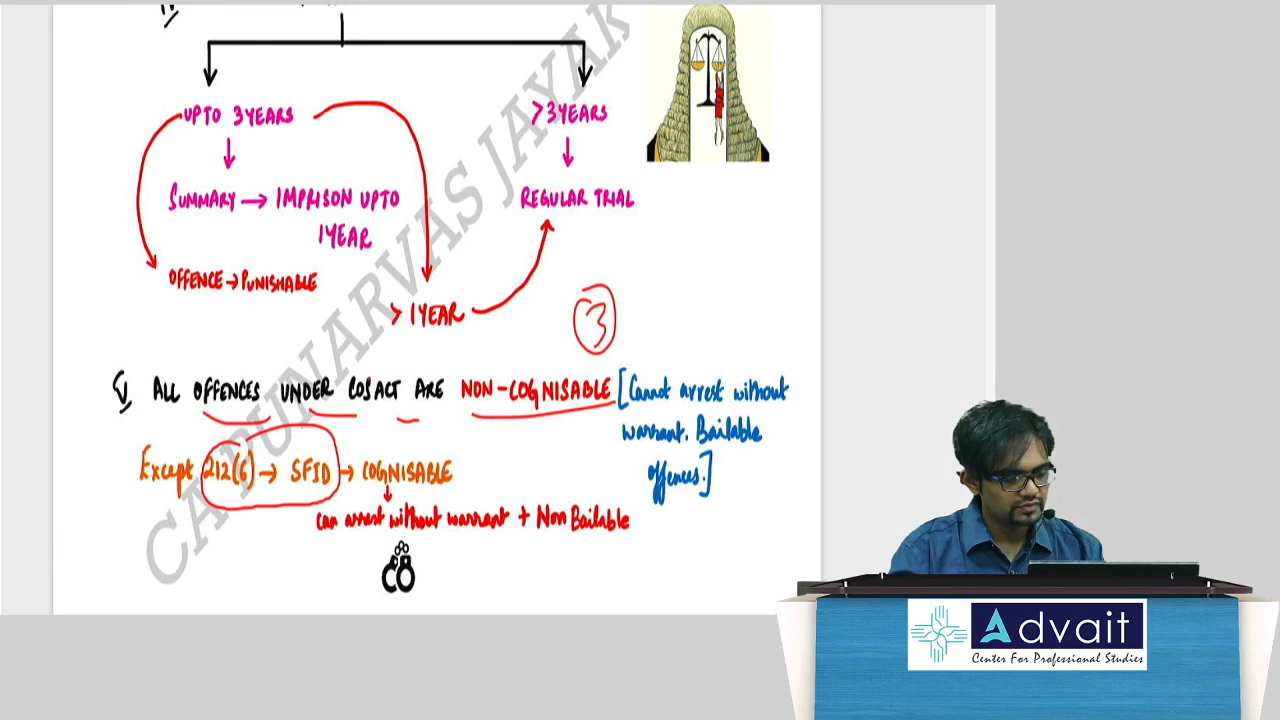 UPTO 3YEARS
>3YEARS
SUMMARY → IMPRISON UPTO
1YEAR
REGULAR TRIAL
OFFENCE → PUNISHABLE
> 1YEAR
3
V ALL OFFENCES UNDER COS ACT ARE NON-COGNISABLE [Cannot arrest without
warrant. Bailable
offences.]
Except 212(6) → SFIO → COGNISABLE
can arrest without warrant + Non Bailable
CA PUNARVAS JAYAK
Advait
Center For Professional Studies